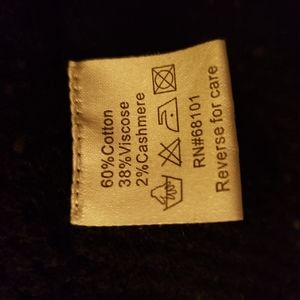 60%Cotton
38%Viscose
2%Cashmere
RN#68101
Reverse for care